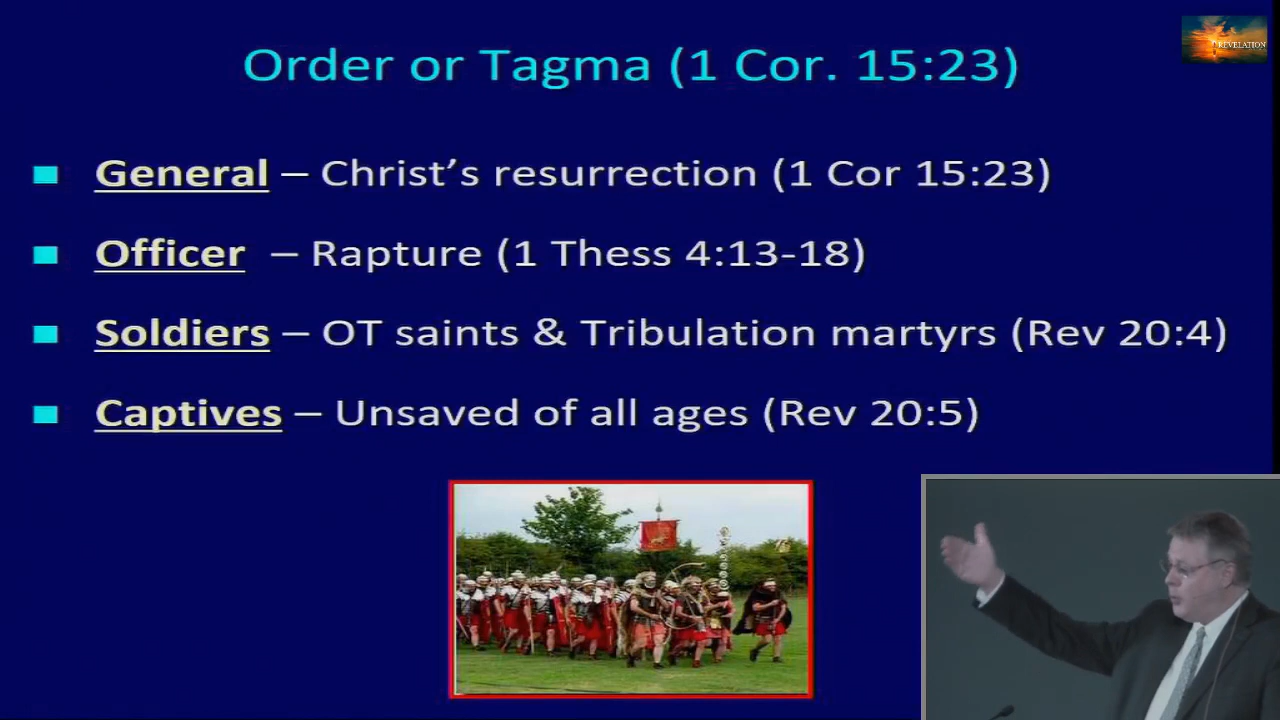 REVELATION
Order or Tagma (1 Cor. 15:23)
General – Christ’s resurrection (1 Cor 15:23)
Officer – Rapture (1 Thess 4:13-18)
Soldiers – OT saints & Tribulation martyrs (Rev 20:4)
Captives – Unsaved of all ages (Rev 20:5)